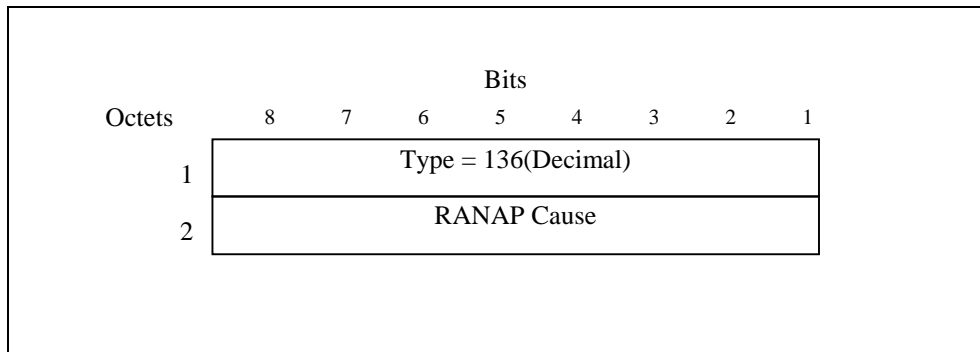 Bits
Octets 8 7 6 5 4 3 2 1
1 Type = 136(Decimal)
2 RANAP Cause